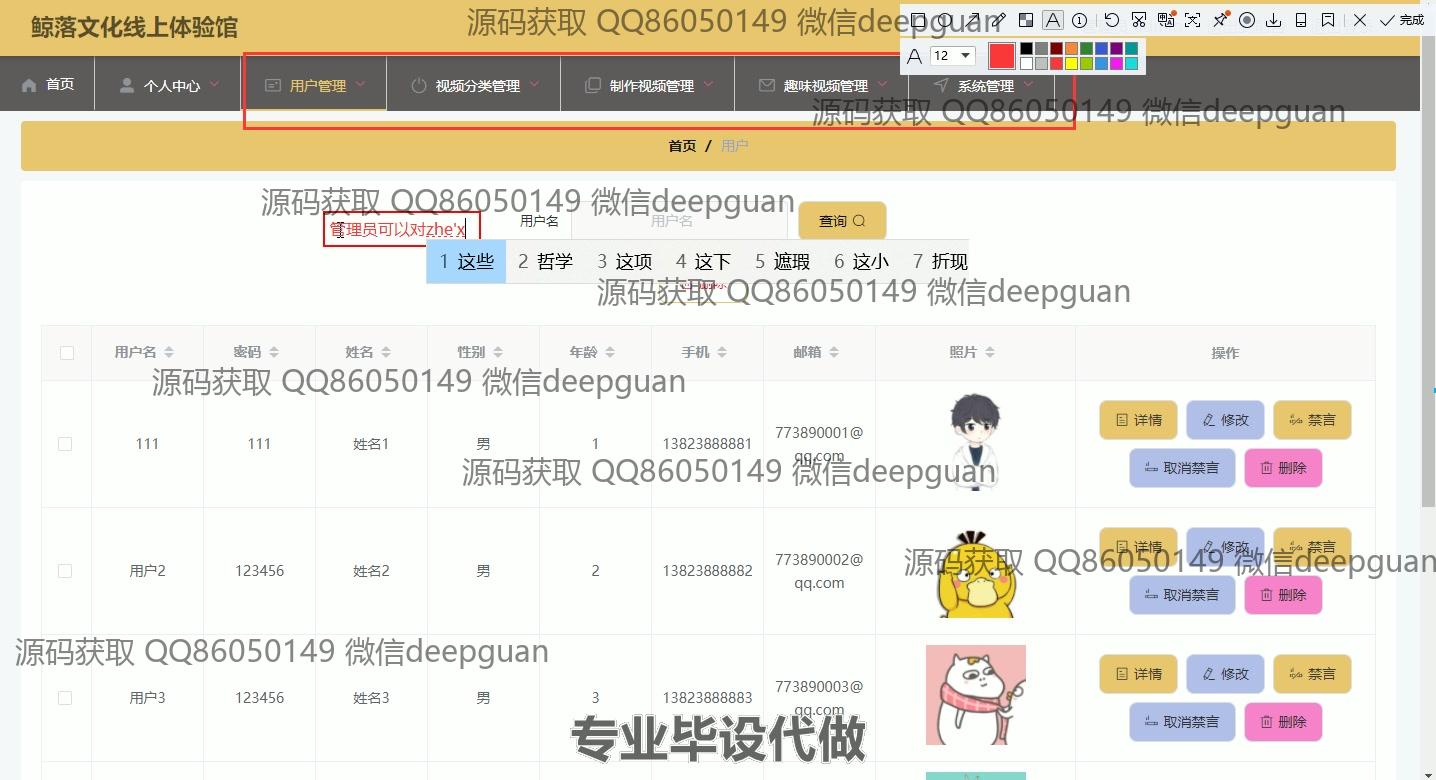 鲸落文化线上体验馆
源码获取 QQ86050149 微信deepguan
12
完成
首页 个人中心 用户管理 视频分类管理 制作视频管理 趣味视频管理 系统管理
源码获取 QQ86050149 微信deepguan
首页 / 用户
源码获取 QQ86050149 微信deepguan
管理员可以对zhe'x
用户名 用户名 查询
1 这些 2 哲学 3 这项 4 这下 5 遮瑕 6 这小 7 折现
源码获取 QQ86050149 微信deepguan
用户名 密码 姓名 性别 年龄 手机 邮箱 照片 操作
源码获取 QQ86050149 微信deepguan
111 111 姓名1 男 1 13823888881 773890001@
qq.com
详情 修改 禁言
取消禁言 删除
源码获取 QQ86050149 微信deepguan
用户2 123456 姓名2 男 2 13823888882 773890002@
qq.com
详情 修改 禁言
取消禁言 删除
源码获取 QQ86050149 微信deepguan
源码获取 QQ86050149 微信deepguan
用户3 123456 姓名3 男 3 13823888883 773890003@
qq.com
详情 修改 禁言
取消禁言 删除
专业毕设代做